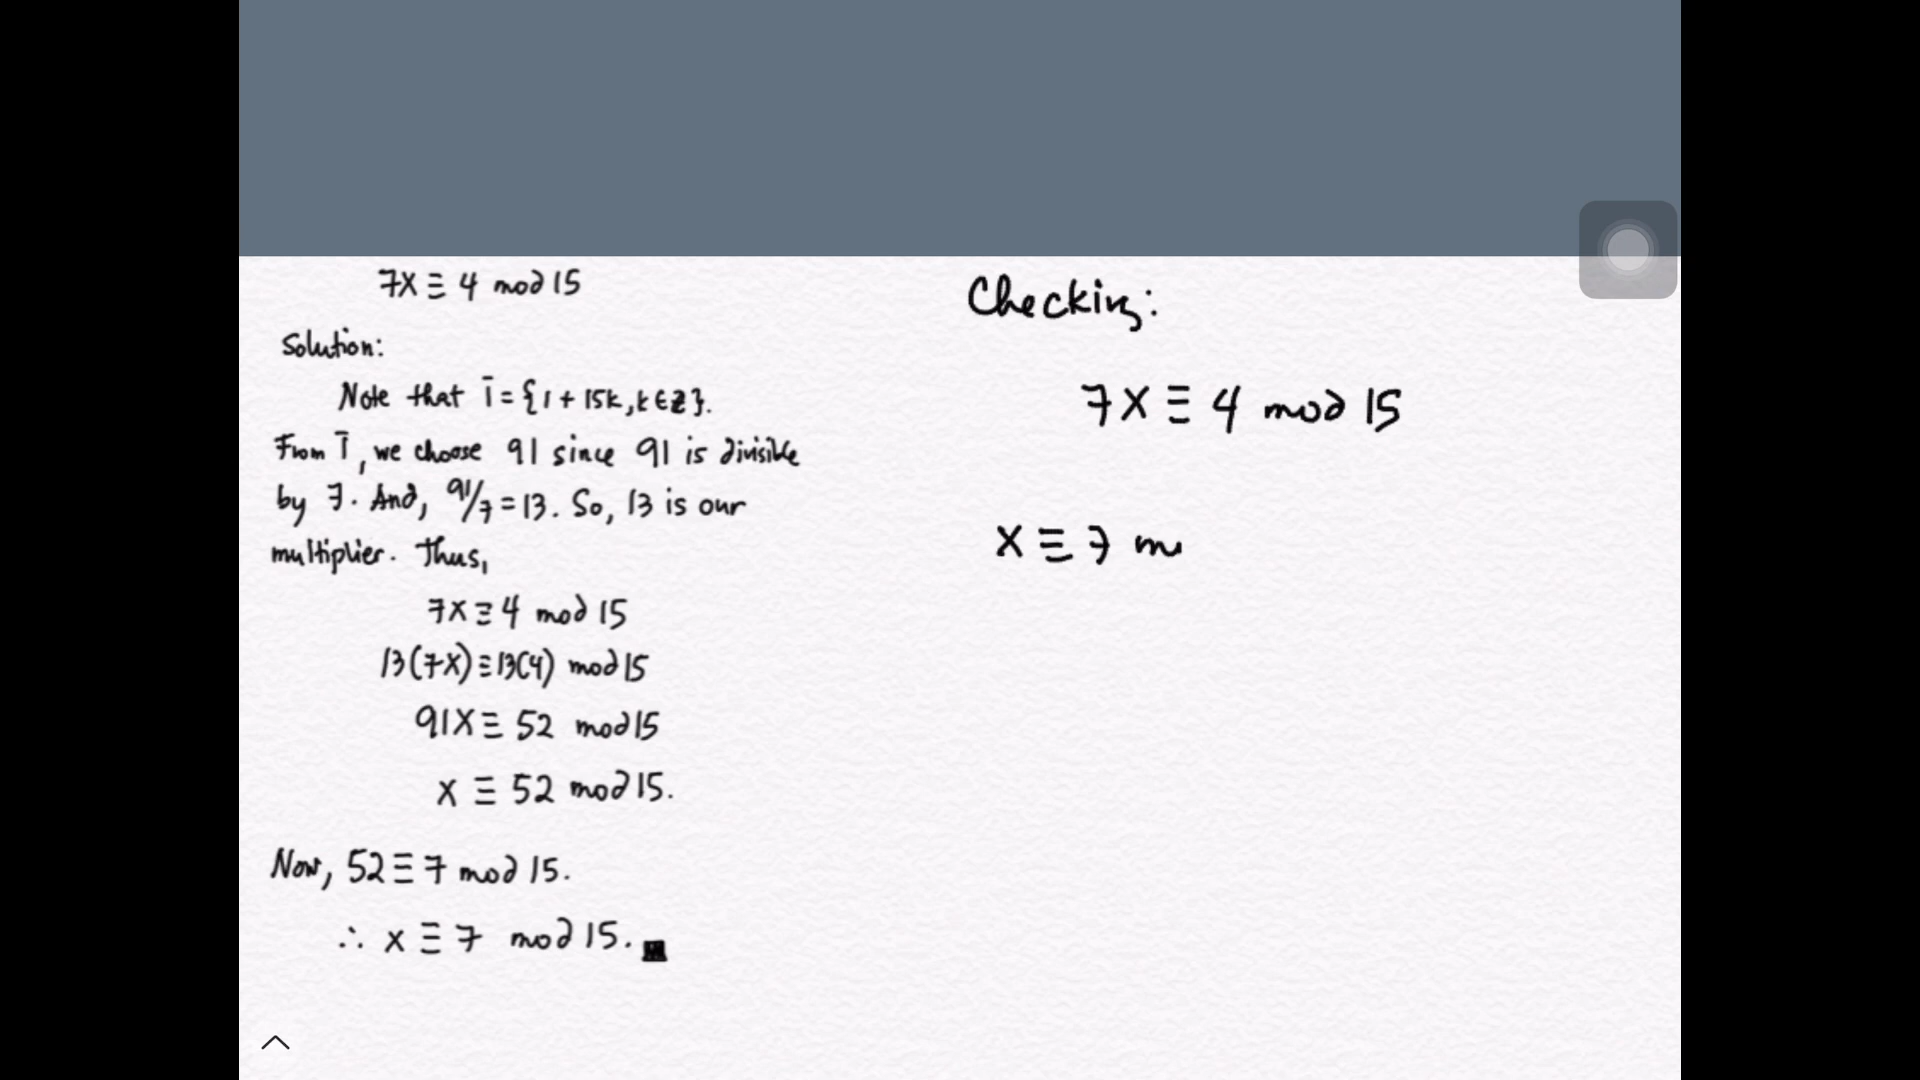 7X ≡ 4 mod 15
Solution:
Note that 1̄ = {1 + 15k, k ∈ ℤ}.
From 1̄, we choose 91 since 91 is divisible
by 7. And, 91/7 = 13. So, 13 is our
multiplier. Thus,
7X ≡ 4 mod 15
13(7X) ≡ 13(4) mod 15
91X ≡ 52 mod 15
X ≡ 52 mod 15.
Now, 52 ≡ 7 mod 15.
∴ X ≡ 7 mod 15. ■
Checking:
7X ≡ 4 mod 15
X ≡ 7 m